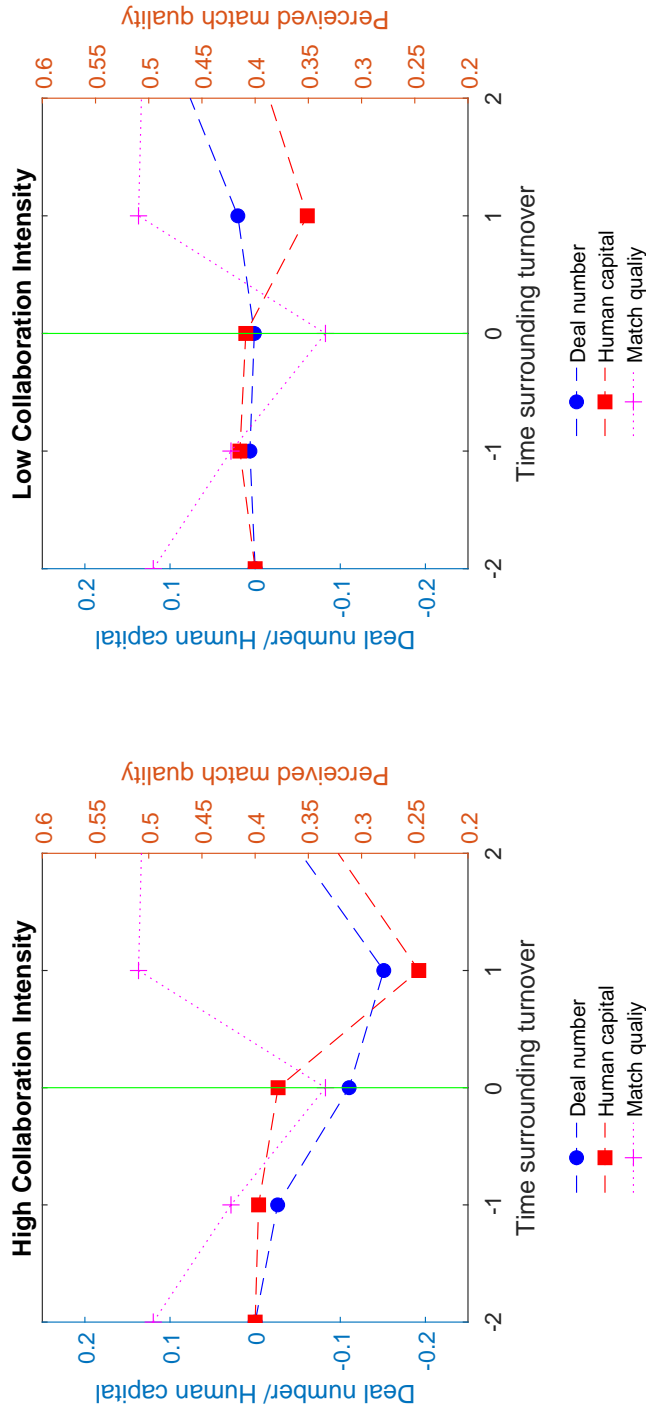 High Collaboration Intensity
Deal number/ Human capital
0.2
0.1
0
-0.1
-0.2
Perceived match quality
0.6
0.55
0.5
0.45
0.4
0.35
0.3
0.25
0.2
-2
-1
0
1
2
Time surrounding turnover
Deal number
Human capital
Match qualiy
Low Collaboration Intensity
Deal number/ Human capital
0.2
0.1
0
-0.1
-0.2
Perceived match quality
0.6
0.55
0.5
0.45
0.4
0.35
0.3
0.25
0.2
-2
-1
0
1
2
Time surrounding turnover
Deal number
Human capital
Match qualiy